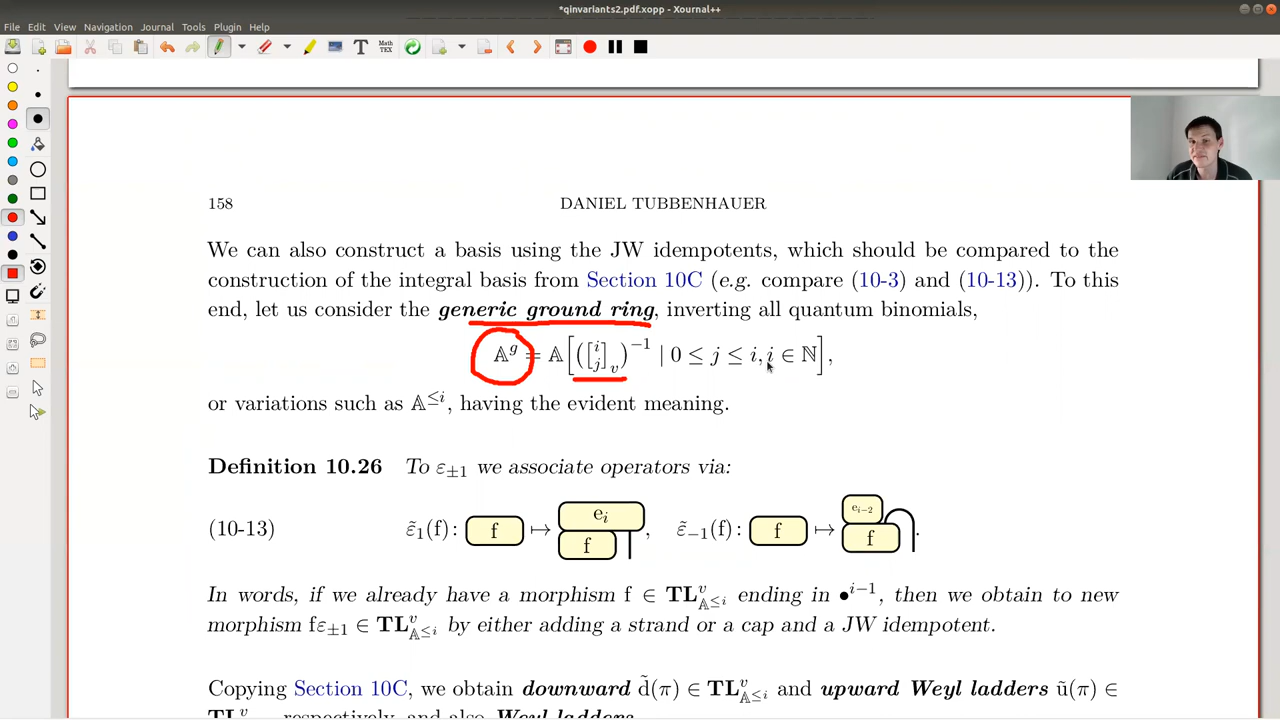 *qinvariants2.pdf.xopp - Xournal++
File Edit View Navigation Journal Tools Plugin Help
T Math TEX
158 DANIEL TUBBENHAUER
We can also construct a basis using the JW idempotents, which should be compared to the
construction of the integral basis from Section 10C (e.g. compare (10-3) and (10-13)). To this
end, let us consider the generic ground ring, inverting all quantum binomials,
𝔸^g = 𝔸[([i j]_v)^{-1} | 0 ≤ j ≤ i, i ∈ ℕ],
or variations such as 𝔸^{≤i}, having the evident meaning.
Definition 10.26 To ε_{±1} we associate operators via:
(10-13) ε̃_1(f): f ↦ e_i f , ε̃_{-1}(f): f ↦ e_{i-2} f .
In words, if we already have a morphism f ∈ TL^v_{𝔸^{≤i}} ending in •^{i-1}, then we obtain to new
morphism fε_{±1} ∈ TL^v_{𝔸^{≤i}} by either adding a strand or a cap and a JW idempotent.
Copying Section 10C, we obtain downward d̃(π) ∈ TL^v_{𝔸^{≤i}} and upward Weyl ladders ũ(π) ∈
TL^v respectively, and also Weyl ladders